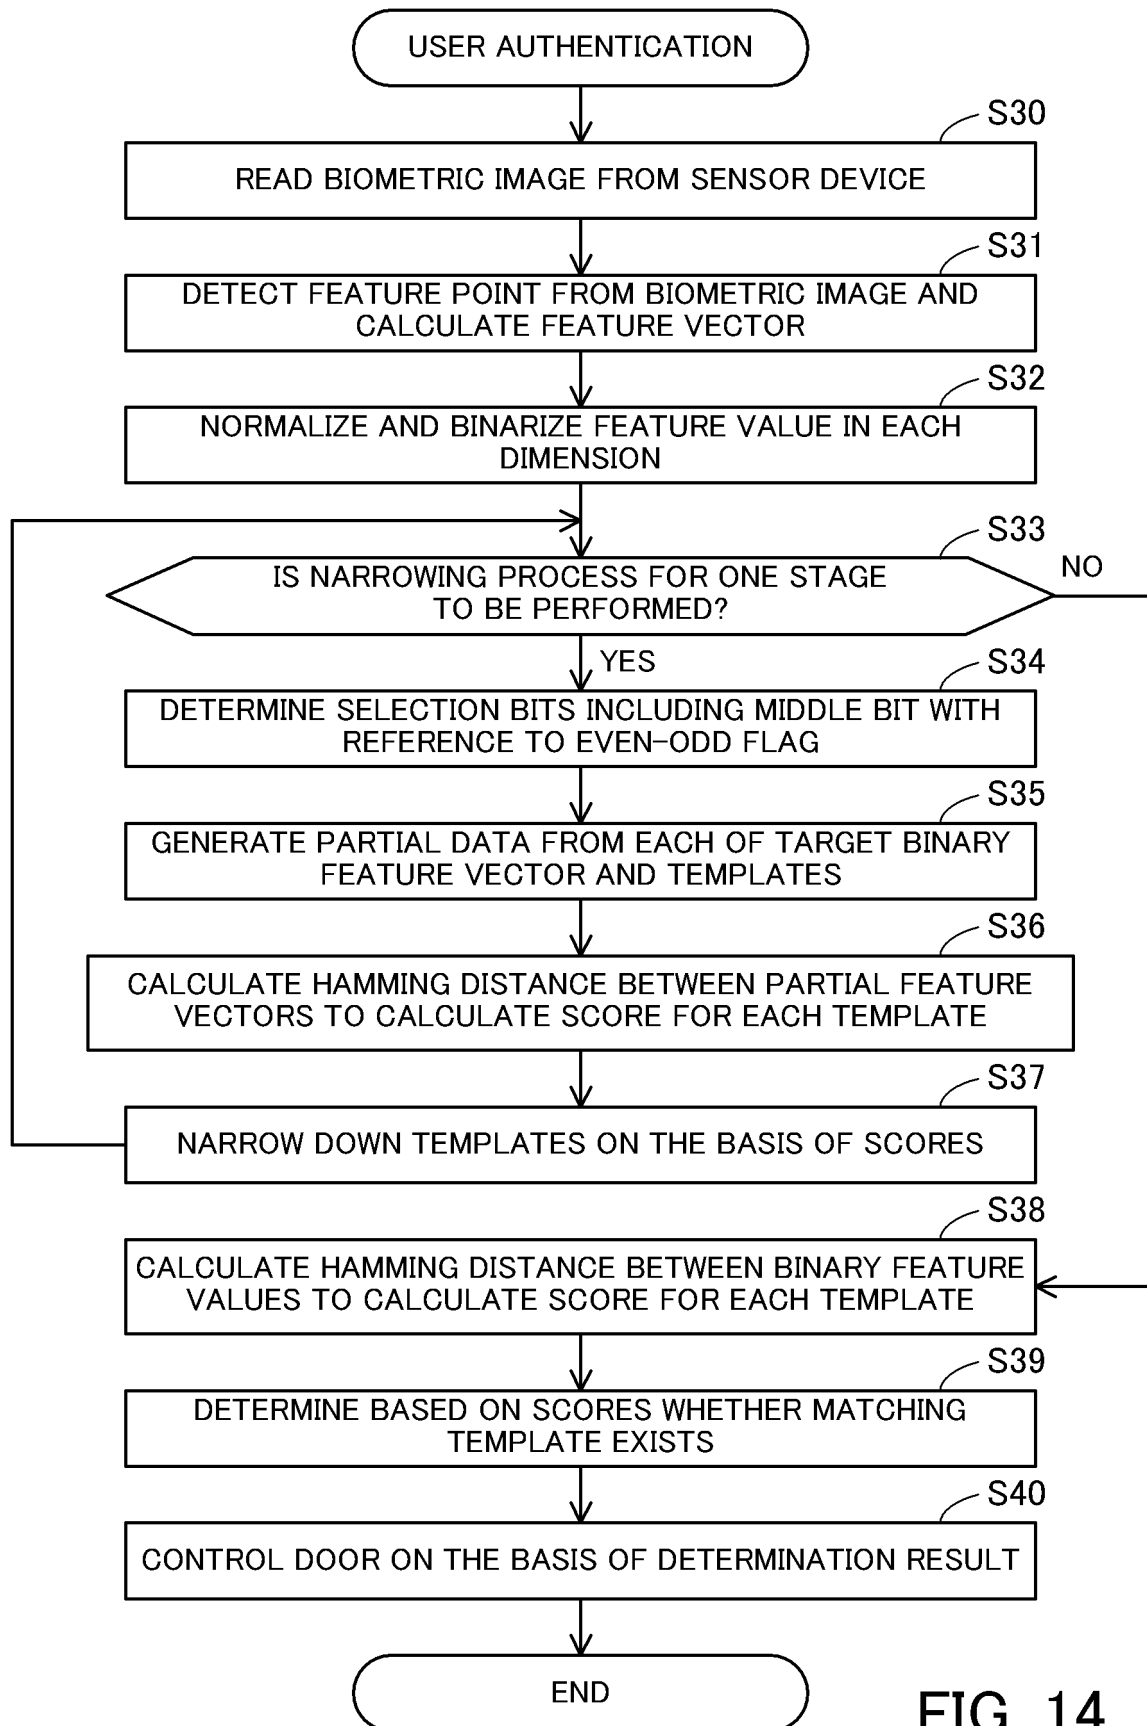 USER AUTHENTICATION
S30
READ BIOMETRIC IMAGE FROM SENSOR DEVICE
S31
DETECT FEATURE POINT FROM BIOMETRIC IMAGE AND
CALCULATE FEATURE VECTOR
S32
NORMALIZE AND BINARIZE FEATURE VALUE IN EACH
DIMENSION
S33
IS NARROWING PROCESS FOR ONE STAGE
TO BE PERFORMED?
NO
YES
S34
DETERMINE SELECTION BITS INCLUDING MIDDLE BIT WITH
REFERENCE TO EVEN-ODD FLAG
S35
GENERATE PARTIAL DATA FROM EACH OF TARGET BINARY
FEATURE VECTOR AND TEMPLATES
S36
CALCULATE HAMMING DISTANCE BETWEEN PARTIAL FEATURE
VECTORS TO CALCULATE SCORE FOR EACH TEMPLATE
S37
NARROW DOWN TEMPLATES ON THE BASIS OF SCORES
S38
CALCULATE HAMMING DISTANCE BETWEEN BINARY FEATURE
VALUES TO CALCULATE SCORE FOR EACH TEMPLATE
S39
DETERMINE BASED ON SCORES WHETHER MATCHING
TEMPLATE EXISTS
S40
CONTROL DOOR ON THE BASIS OF DETERMINATION RESULT
END
FIG. 14